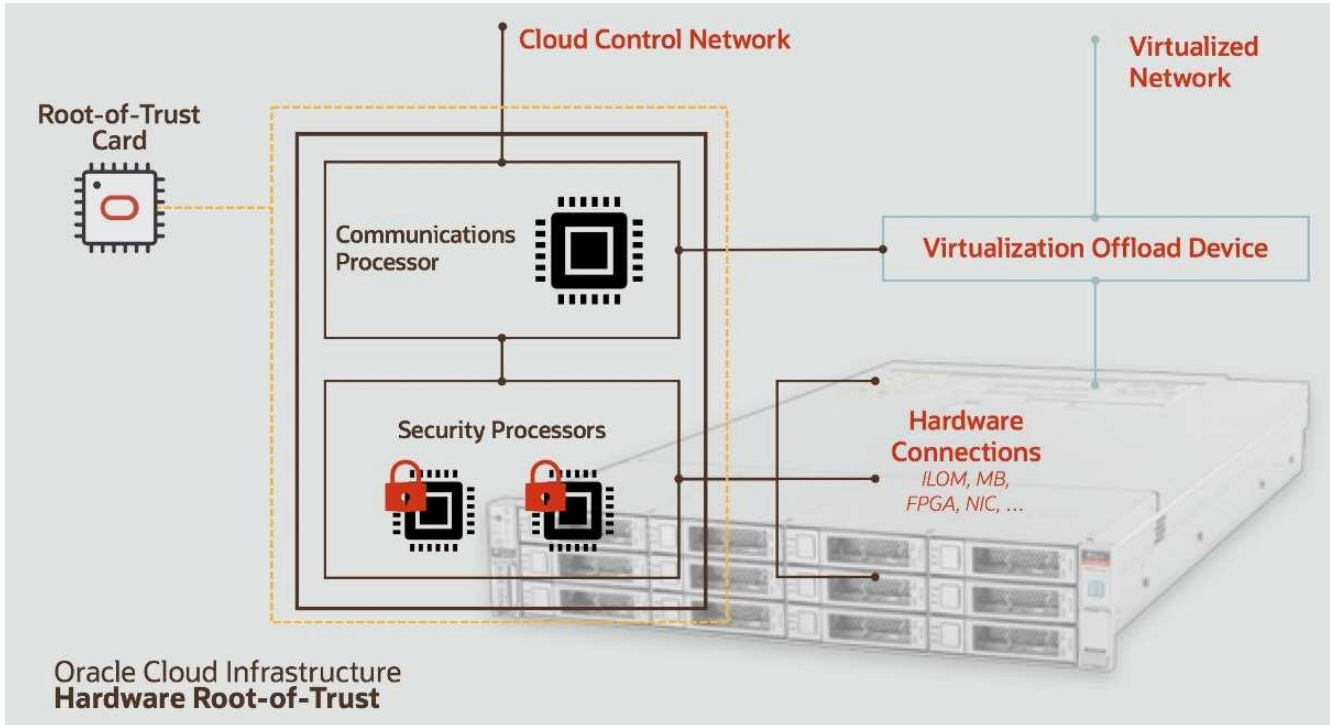 Cloud Control Network
Virtualized
Network
Root-of-Trust
Card
Communications
Processor
Virtualization Offload Device
Security Processors
Hardware
Connections
ILOM, MB,
FPGA, NIC, ...
Oracle Cloud Infrastructure
Hardware Root-of-Trust